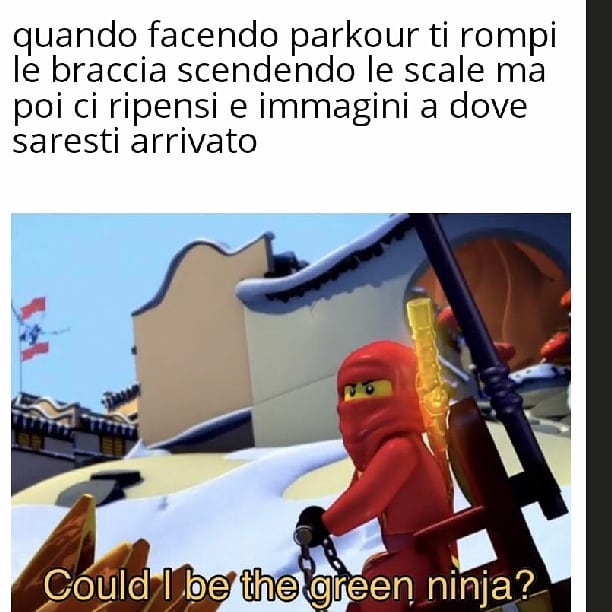 quando facendo parkour ti rompi
le braccia scendendo le scale ma
poi ci ripensi e immagini a dove
saresti arrivato
Could I be the green ninja?